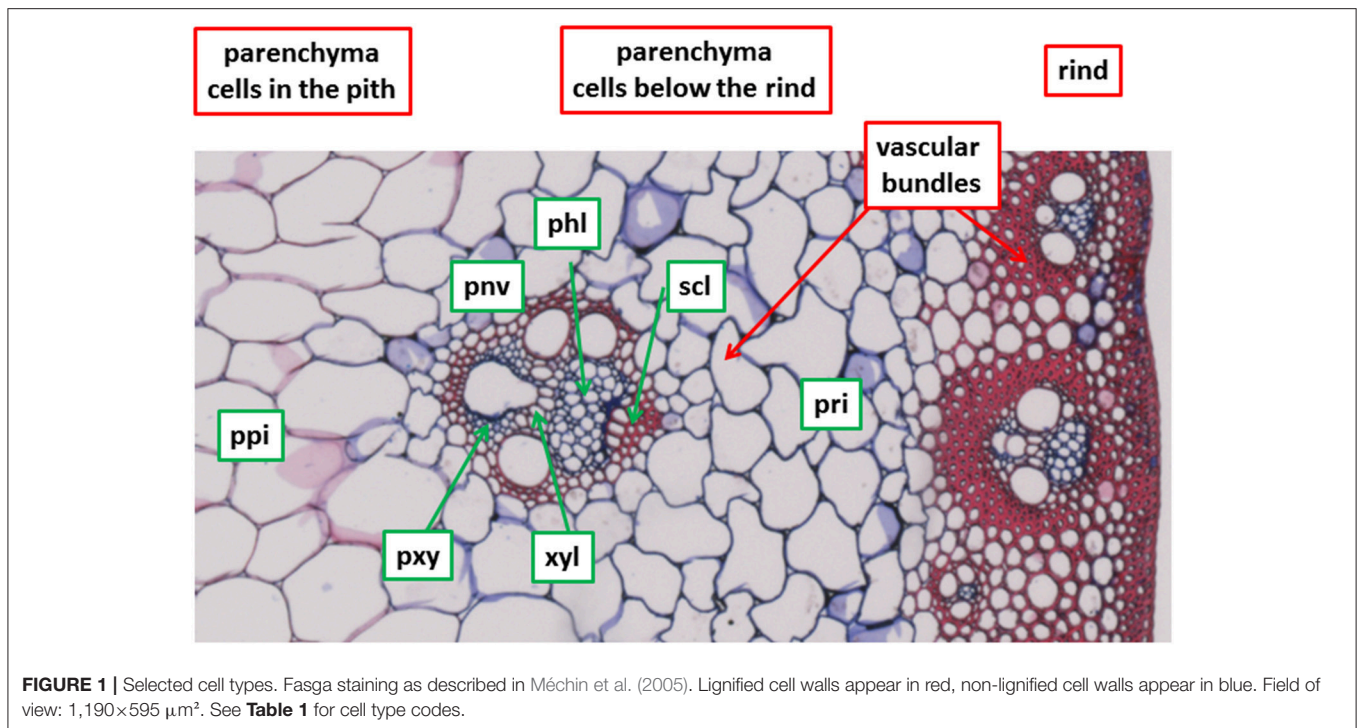 parenchyma
cells in the pith
parenchyma
cells below the rind
rind
vascular
bundles
phl
pnv
scl
ppi
pri
pxy
xyl
FIGURE 1 | Selected cell types. Fasga staining as described in Méchin et al. (2005). Lignified cell walls appear in red, non-lignified cell walls appear in blue. Field of
view: 1,190×595 µm². See Table 1 for cell type codes.